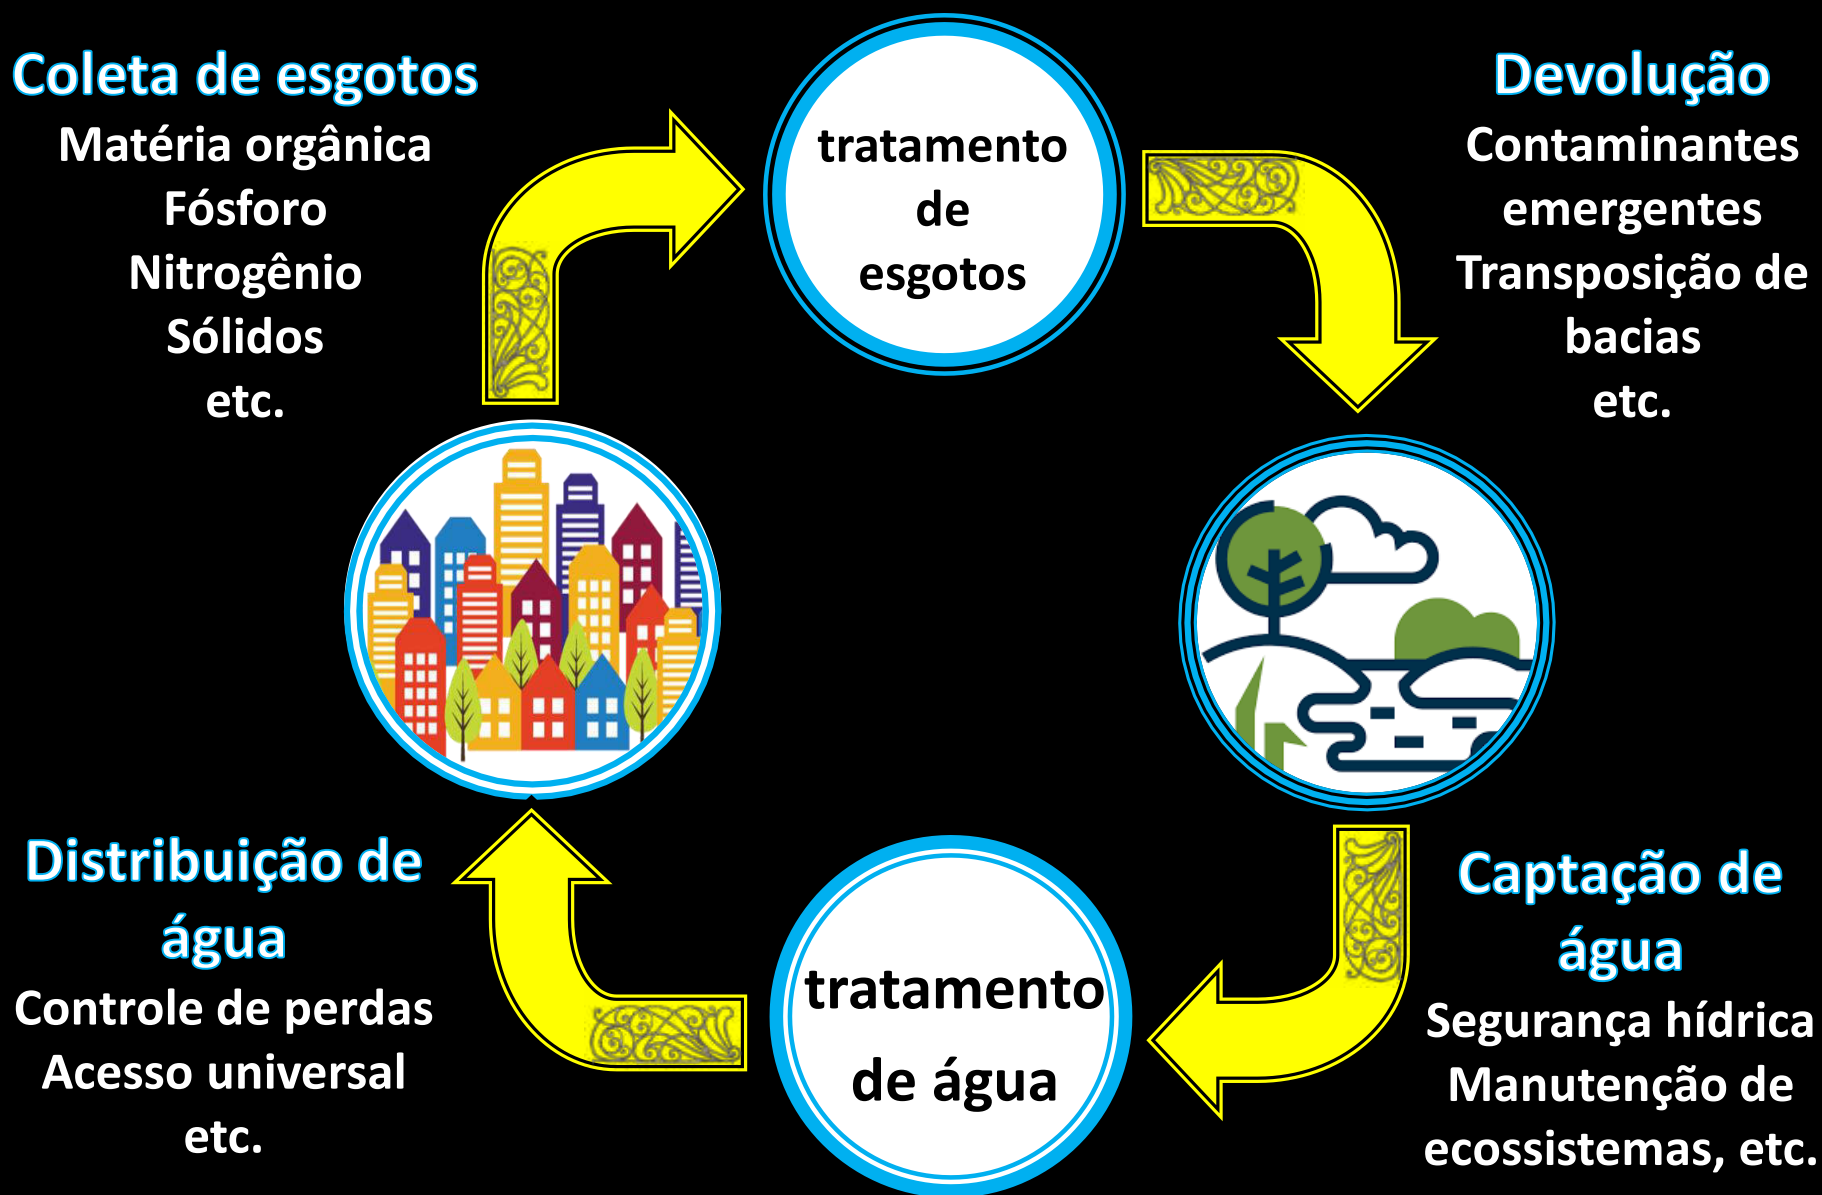 Coleta de esgotos
Matéria orgânica
Fósforo
Nitrogênio
Sólidos
etc.
tratamento
de
esgotos
Devolução
Contaminantes
emergentes
Transposição de
bacias
etc.
Distribuição de
água
Controle de perdas
Acesso universal
etc.
tratamento
de água
Captação de
água
Segurança hídrica
Manutenção de
ecossistemas, etc.